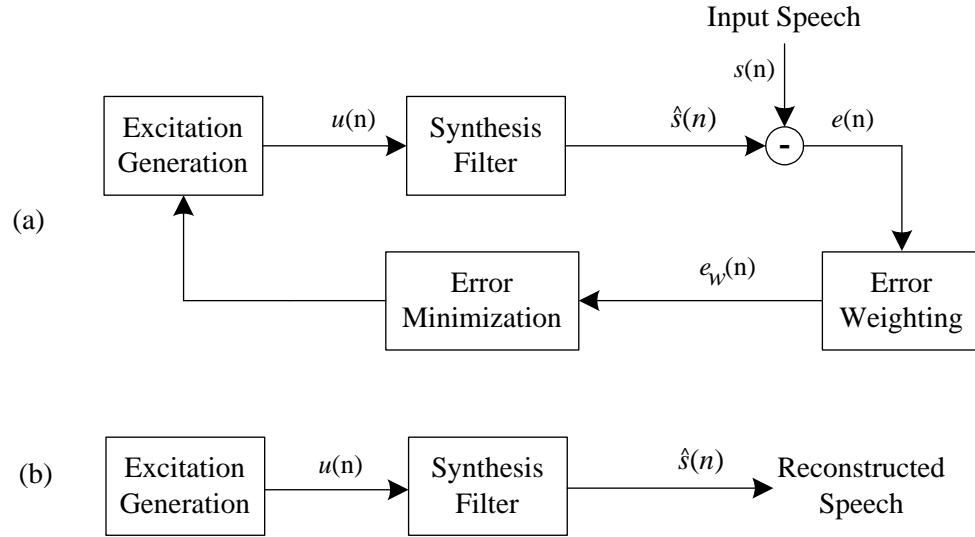 Input Speech
s(n)
Excitation
Generation
u(n)
Synthesis
Filter
ŝ(n)
-
e(n)
(a)
Error
Minimization
e_w(n)
Error
Weighting
(b)
Excitation
Generation
u(n)
Synthesis
Filter
ŝ(n)
Reconstructed
Speech